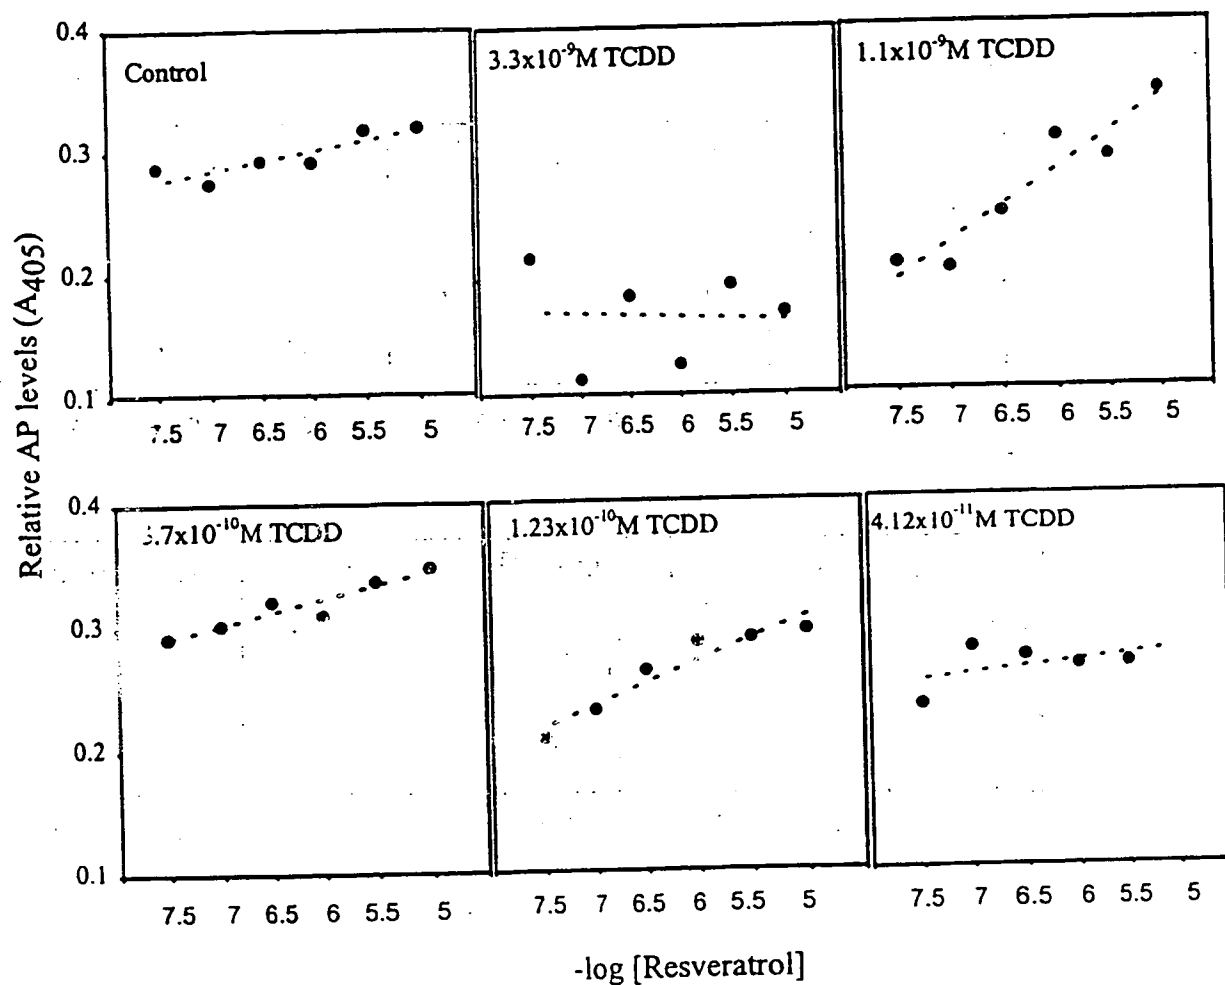 Relative AP levels (A405)
0.4
0.3
0.2
0.1
Control
3.3x10⁻⁹M TCDD
1.1x10⁻⁹M TCDD
7.5 7 6.5 6 5.5 5
7.5 7 6.5 6 5.5 5
7.5 7 6.5 6 5.5 5
0.4
0.3
0.2
0.1
3.7x10⁻¹⁰M TCDD
1.23x10⁻¹⁰M TCDD
4.12x10⁻¹¹M TCDD
7.5 7 6.5 6 5.5 5
7.5 7 6.5 6 5.5 5
7.5 7 6.5 6 5.5 5
-log [Resveratrol]